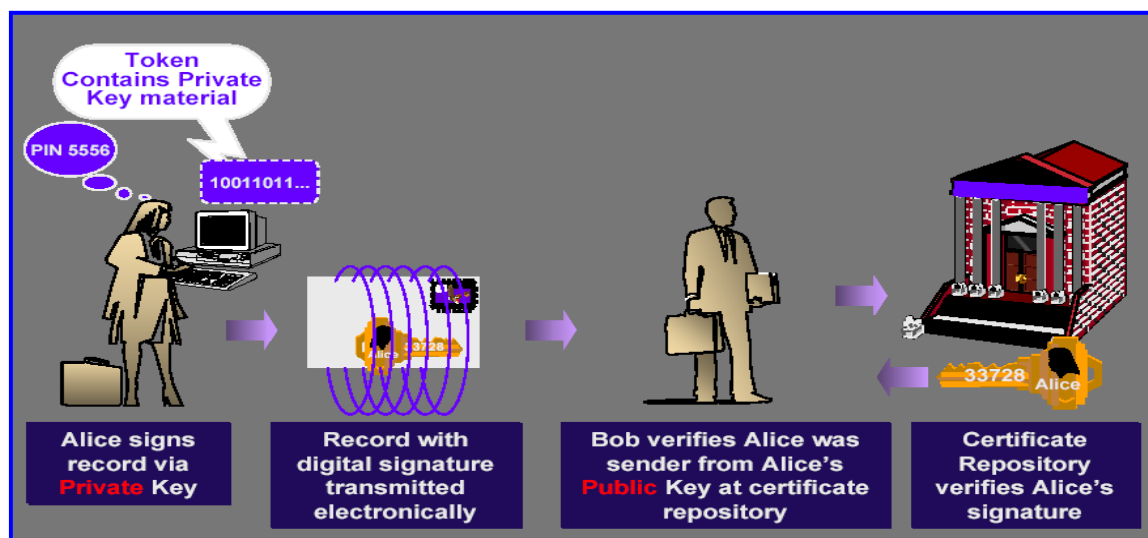 Token
Contains Private
Key material
PIN 5556
10011011...
Alice
33728
33728
Alice
Alice signs
record via
Private Key
Record with
digital signature
transmitted
electronically
Bob verifies Alice was
sender from Alice's
Public Key at certificate
repository
Certificate
Repository
verifies Alice's
signature